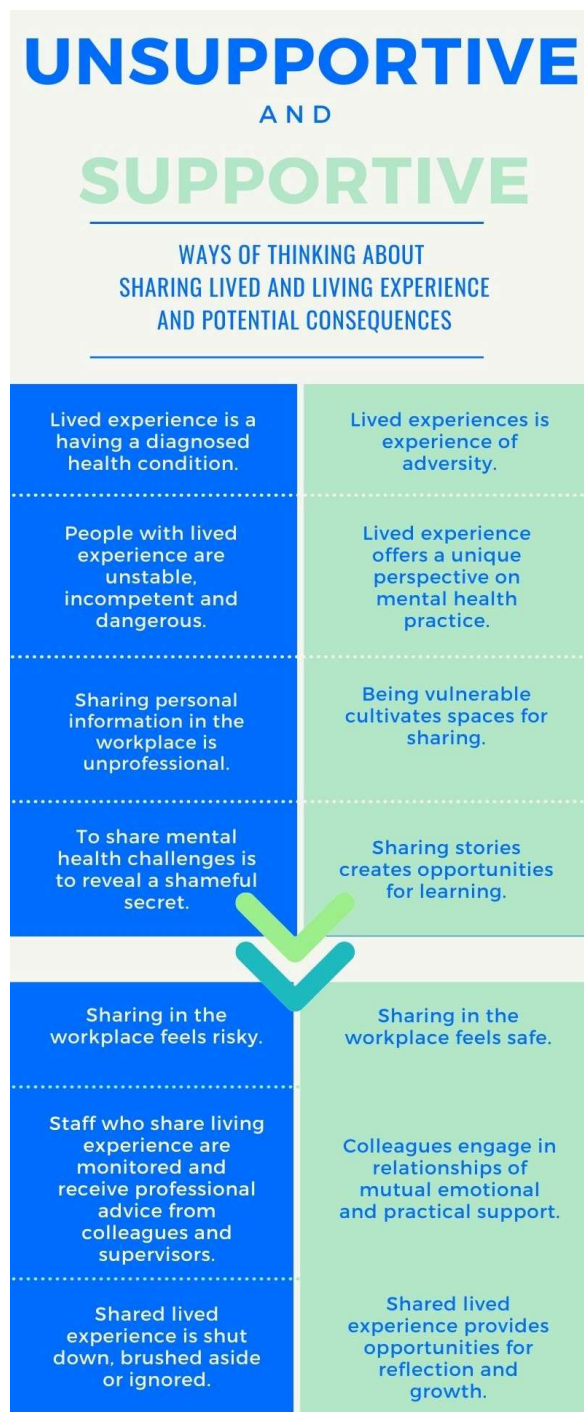 UNSUPPORTIVE
AND
SUPPORTIVE
WAYS OF THINKING ABOUT
SHARING LIVED AND LIVING EXPERIENCE
AND POTENTIAL CONSEQUENCES
Lived experience is a
having a diagnosed
health condition.
Lived experiences is
experience of
adversity.
People with lived
experience are
unstable,
incompetent and
dangerous.
Lived experience
offers a unique
perspective on
mental health
practice.
Sharing personal
information in the
workplace is
unprofessional.
Being vulnerable
cultivates spaces for
sharing.
To share mental
health challenges is
to reveal a shameful
secret.
Sharing stories
creates opportunities
for learning.
Sharing in the
workplace feels risky.
Sharing in the
workplace feels safe.
Staff who share living
experience are
monitored and
receive professional
advice from
colleagues and
supervisors.
Colleagues engage in
relationships of
mutual emotional
and practical support.
Shared lived
experience is shut
down, brushed aside
or ignored.
Shared lived
experience provides
opportunities for
reflection and
growth.